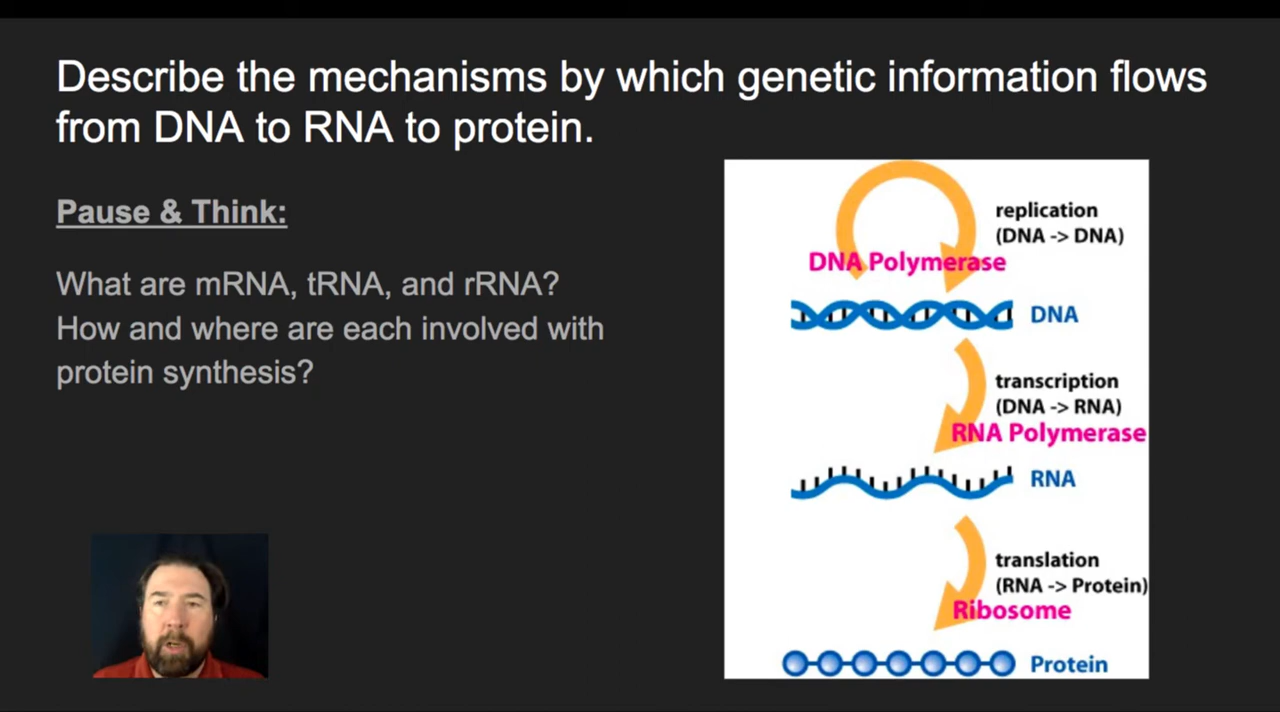 Describe the mechanisms by which genetic information flows
from DNA to RNA to protein.
Pause & Think:
What are mRNA, tRNA, and rRNA?
How and where are each involved with
protein synthesis?
replication
(DNA -> DNA)
DNA Polymerase
DNA
transcription
(DNA -> RNA)
RNA Polymerase
RNA
translation
(RNA -> Protein)
Ribosome
Protein